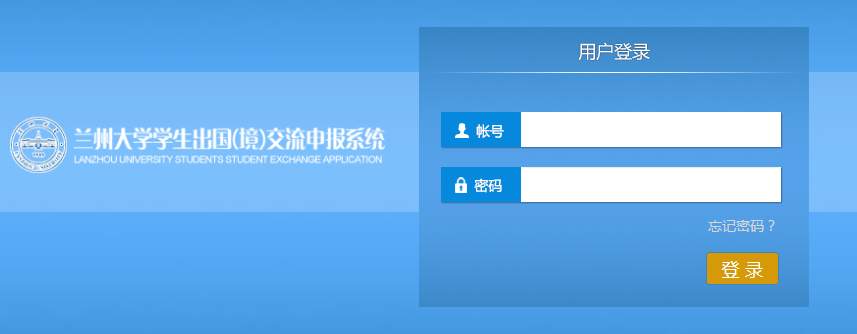 用户登录
兰州大学学生出国(境)交流申报系统
LANZHOU UNIVERSITY STUDENTS STUDENT EXCHANGE APPLICATION
帐号
密码
忘记密码？
登 录